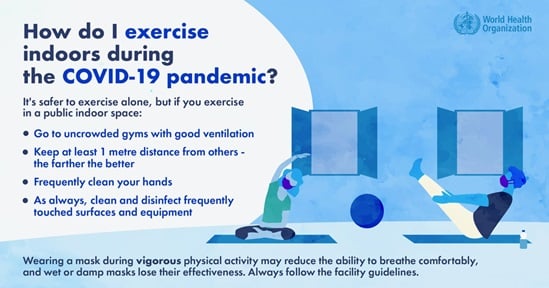 How do I exercise
indoors during
the COVID-19 pandemic?
World Health
Organization
It's safer to exercise alone, but if you exercise
in a public indoor space:
Go to uncrowded gyms with good ventilation
Keep at least 1 metre distance from others -
the farther the better
Frequently clean your hands
As always, clean and disinfect frequently
touched surfaces and equipment
Wearing a mask during vigorous physical activity may reduce the ability to breathe comfortably,
and wet or damp masks lose their effectiveness. Always follow the facility guidelines.